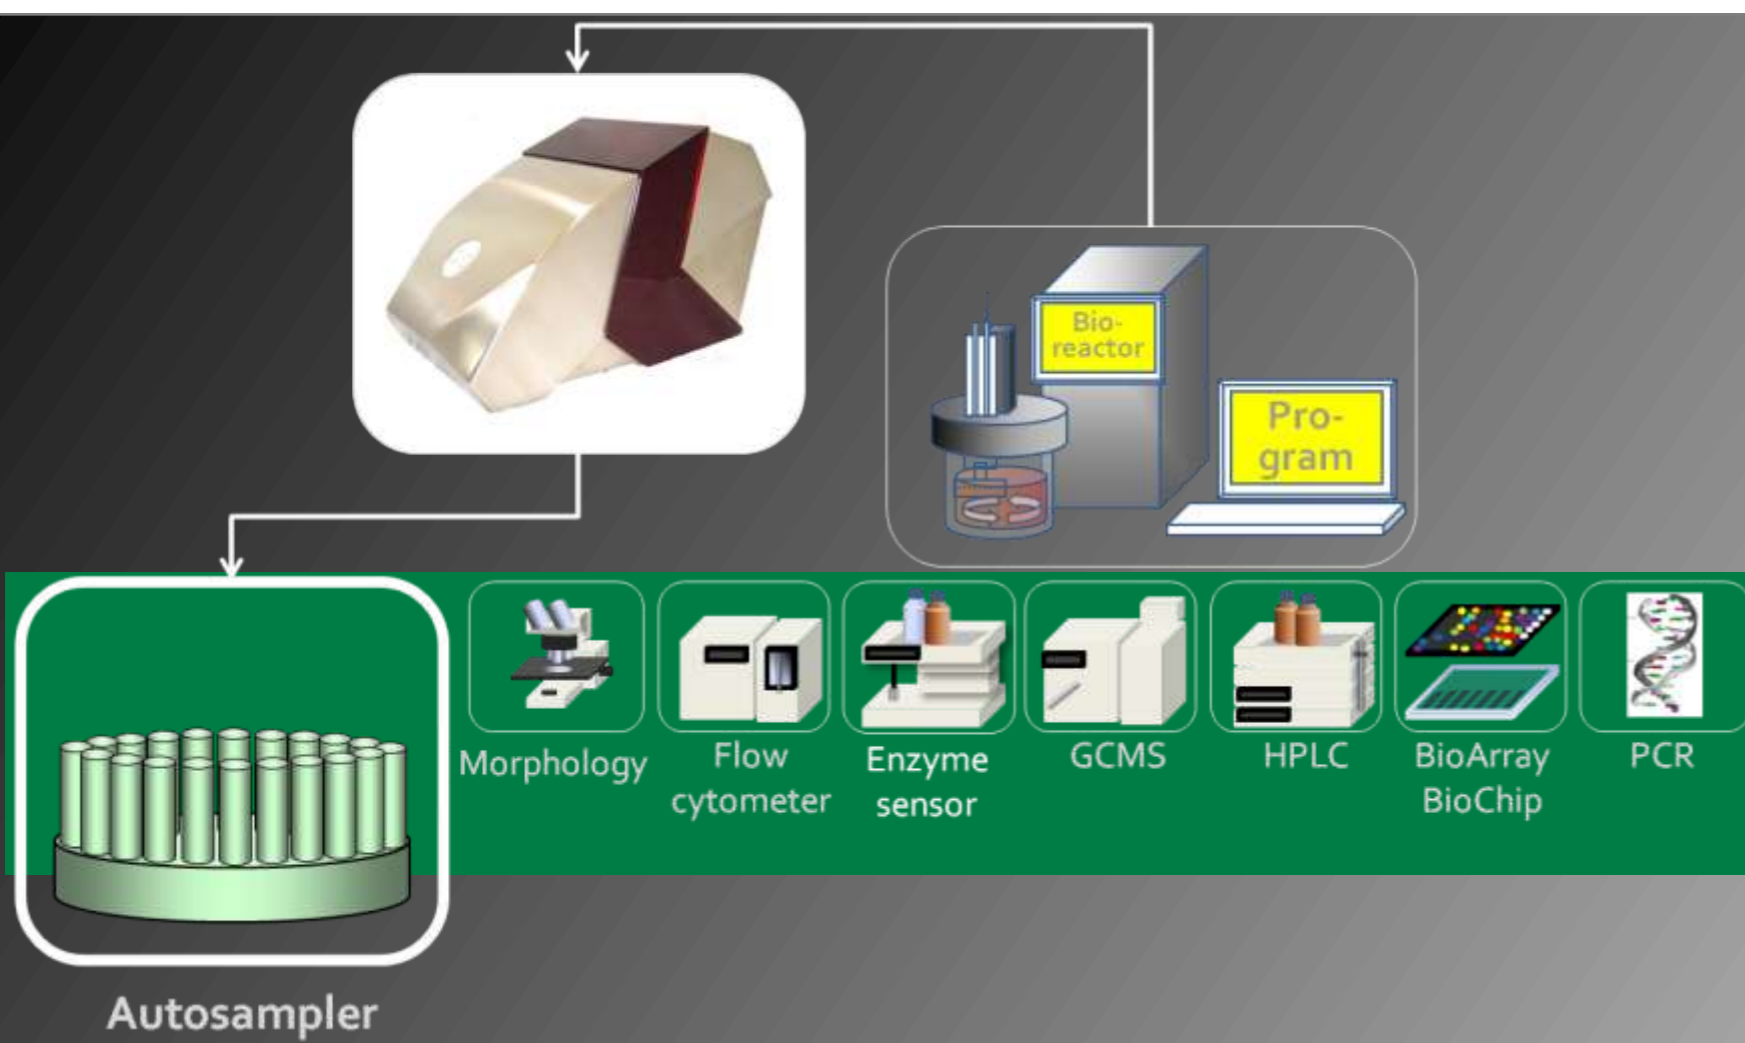 Bio-
reactor
Pro-
gram
Morphology
Flow
cytometer
Enzyme
sensor
GCMS
HPLC
BioArray
BioChip
PCR
Autosampler